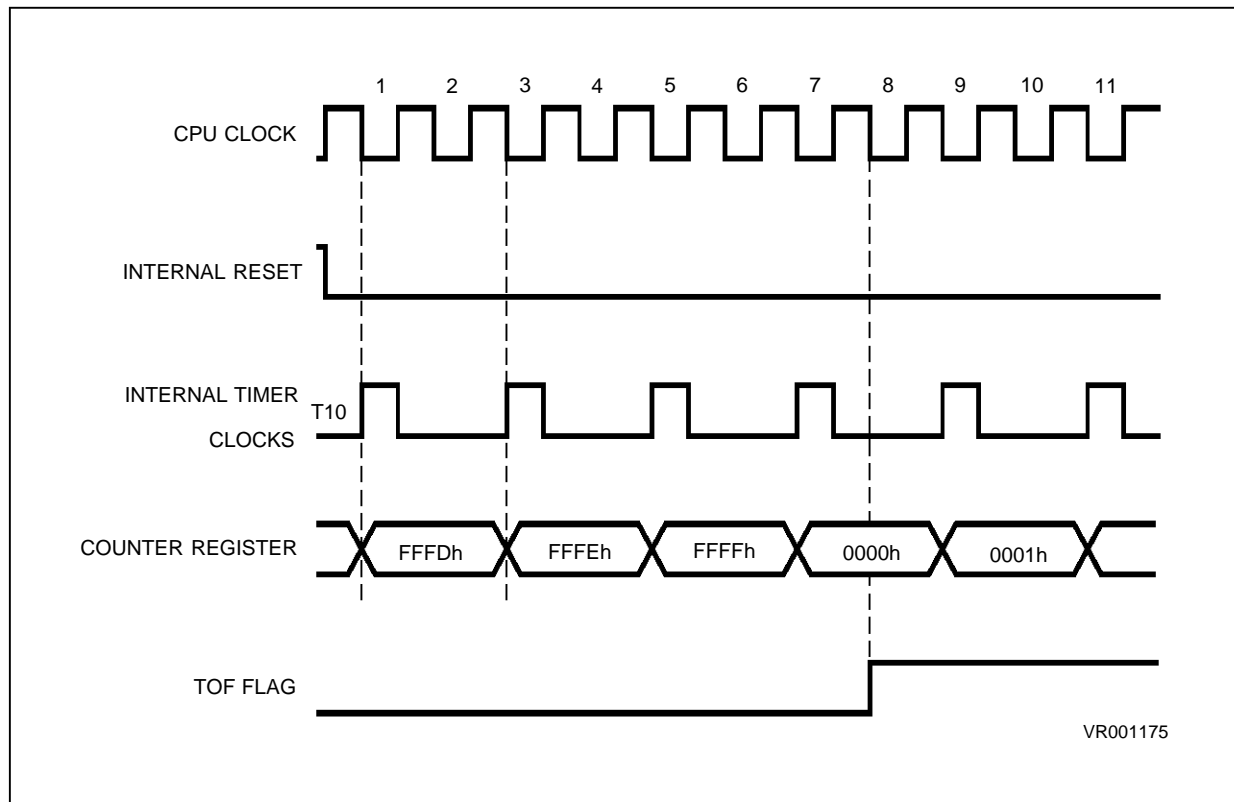 1 2 3 4 5 6 7 8 9 10 11
CPU CLOCK
INTERNAL RESET
INTERNAL TIMER
T10
CLOCKS
COUNTER REGISTER FFFDh FFFEh FFFFh 0000h 0001h
TOF FLAG
VR001175